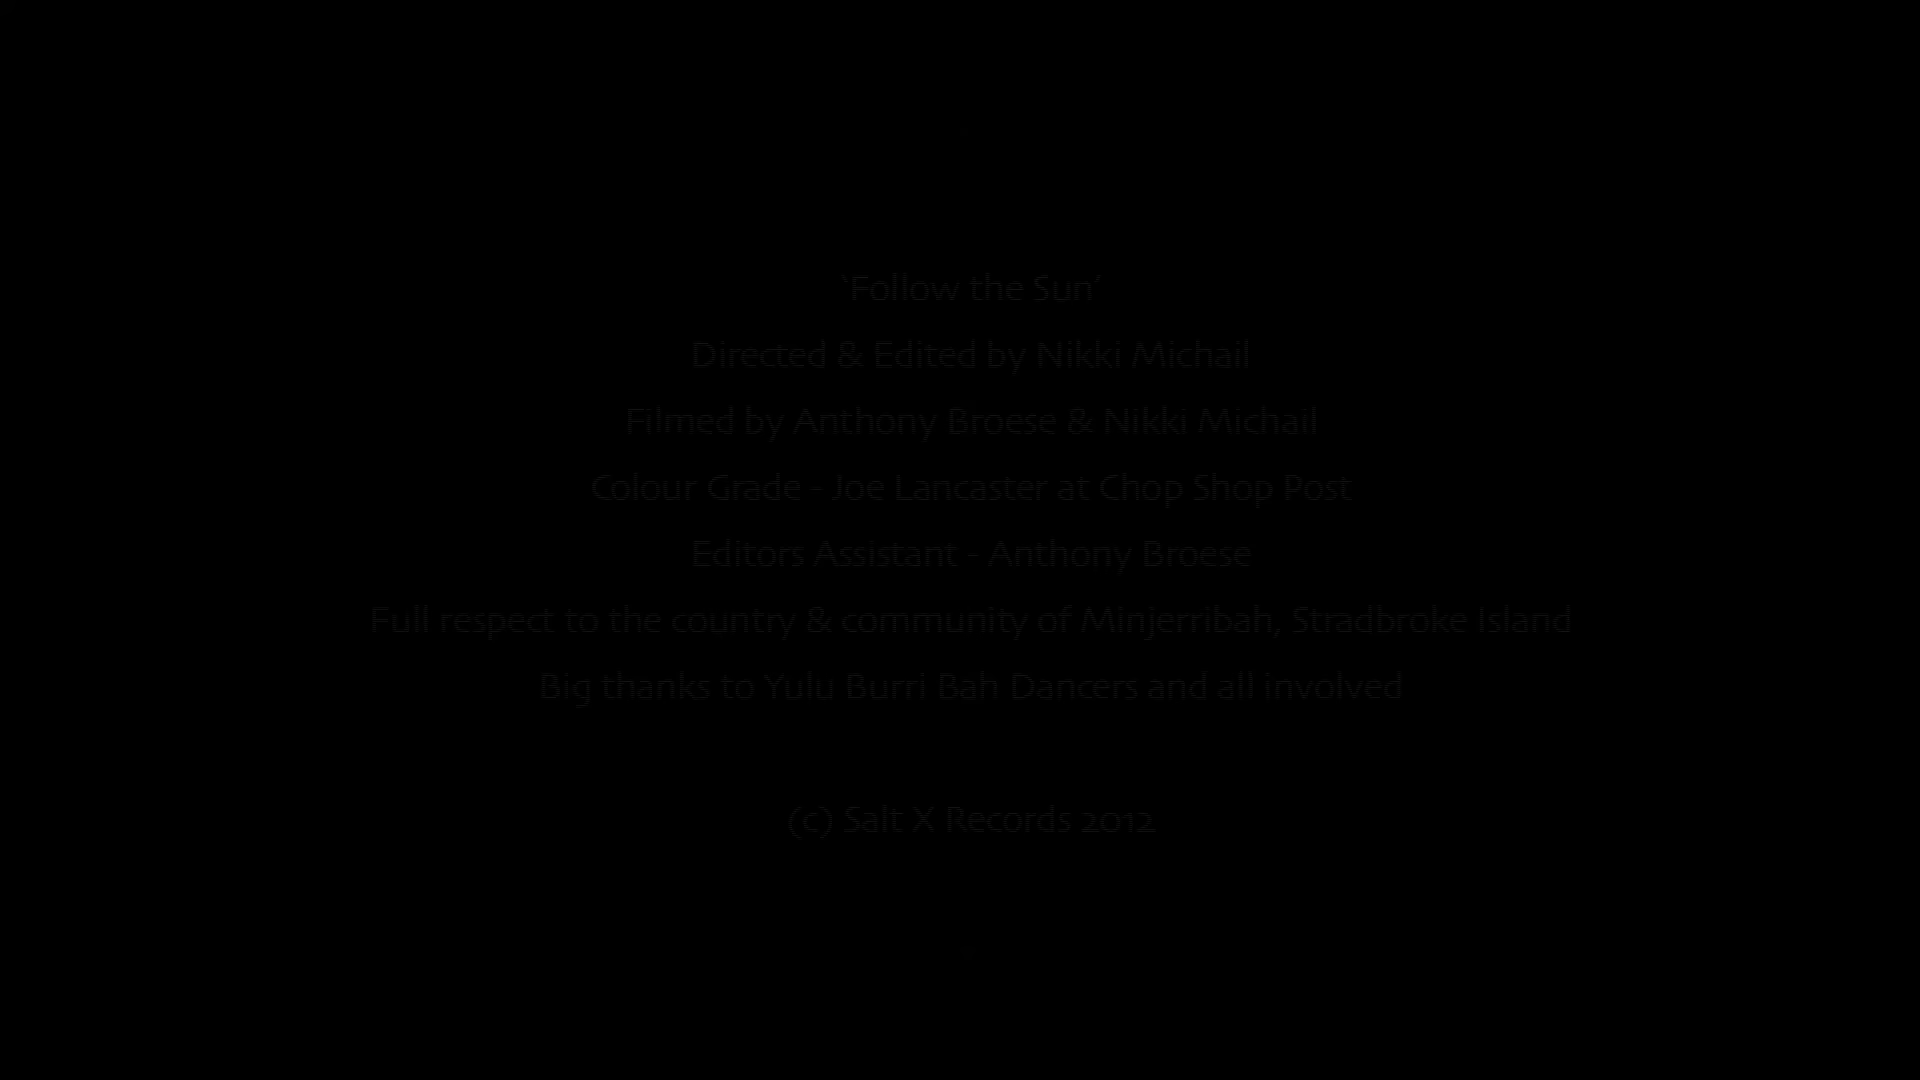 ‘Follow the Sun’
Directed & Edited by Nikki Michail
Filmed by Anthony Broese & Nikki Michail
Colour Grade - Joe Lancaster at Chop Shop Post
Editors Assistant - Anthony Broese
Full respect to the country & community of Minjerribah, Stradbroke Island
Big thanks to Yulu Burri Bah Dancers and all involved
(c) Salt X Records 2012